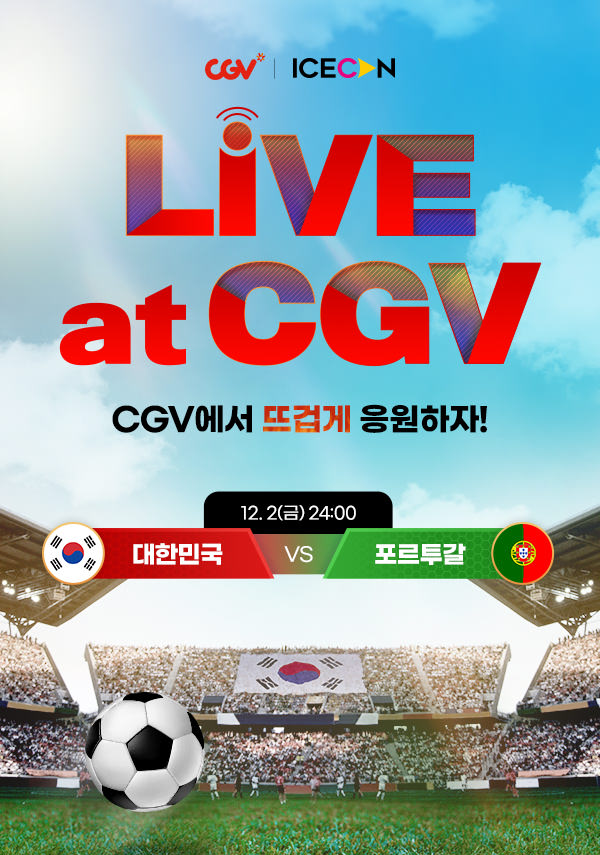 CGV | ICECON
LiVE
at CGV
CGV에서 뜨겁게 응원하자!
12. 2(금) 24:00
대한민국 VS 포르투갈